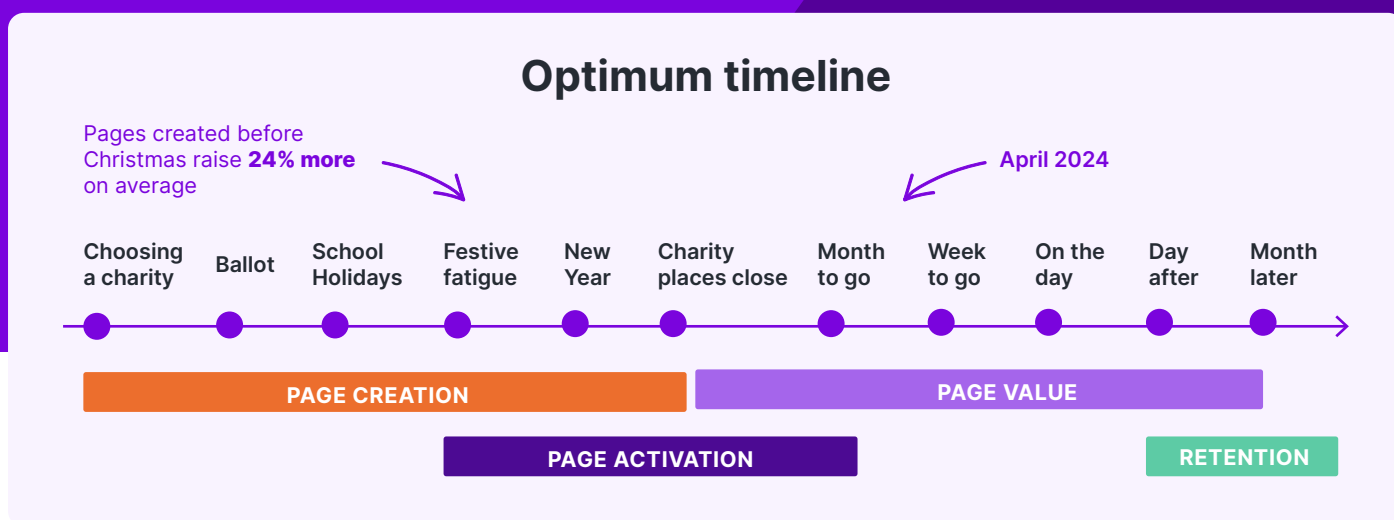 Optimum timeline
Pages created before
Christmas raise 24% more
on average
April 2024
Choosing
a charity
Ballot
School
Holidays
Festive
fatigue
New
Year
Charity
places close
Month
to go
Week
to go
On the
day
Day
after
Month
later
PAGE CREATION
PAGE VALUE
PAGE ACTIVATION
RETENTION